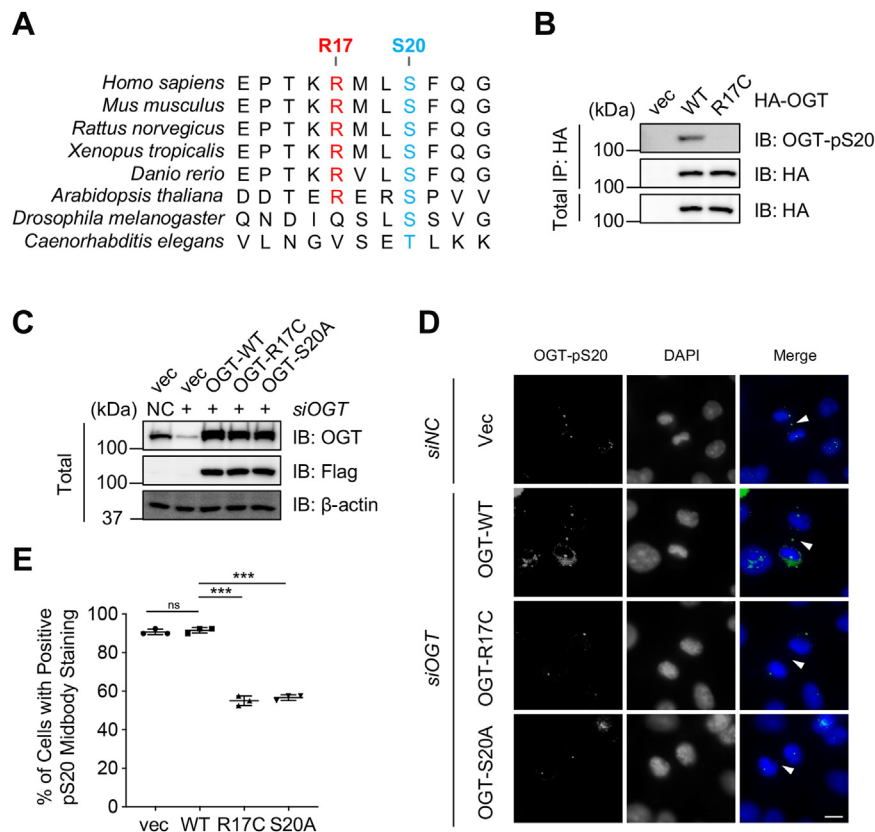 A
R17 S20
Homo sapiens E P T K R M L S F Q G
Mus musculus E P T K R M L S F Q G
Rattus norvegicus E P T K R M L S F Q G
Xenopus tropicalis E P T K R M L S F Q G
Danio rerio E P T K R V L S F Q G
Arabidopsis thaliana D D T E R E R S P V V
Drosophila melanogaster Q N D I Q S L S S V G
Caenorhabditis elegans V L N G V S E T L K K
B
(kDa) vec WT R17C HA-OGT
IP: HA
100 IB: OGT-pS20
100 IB: HA
Total
100 IB: HA
C
vec vec OGT-WT OGT-R17C OGT-S20A
(kDa) NC + + + + siOGT
Total
100 IB: OGT
100 IB: Flag
37 IB: β-actin
D
OGT-pS20 DAPI Merge
siNC
Vec
siOGT
OGT-WT
OGT-R17C
OGT-S20A
E
% of Cells with Positive
pS20 Midbody Staining
***
ns ***
100
80
60
40
20
0
vec WT R17C S20A